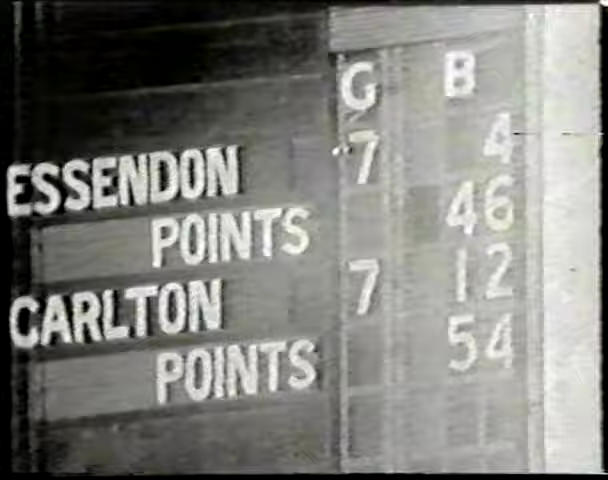 G B
ESSENDON 7 4
POINTS 46
CARLTON 7 12
POINTS 54